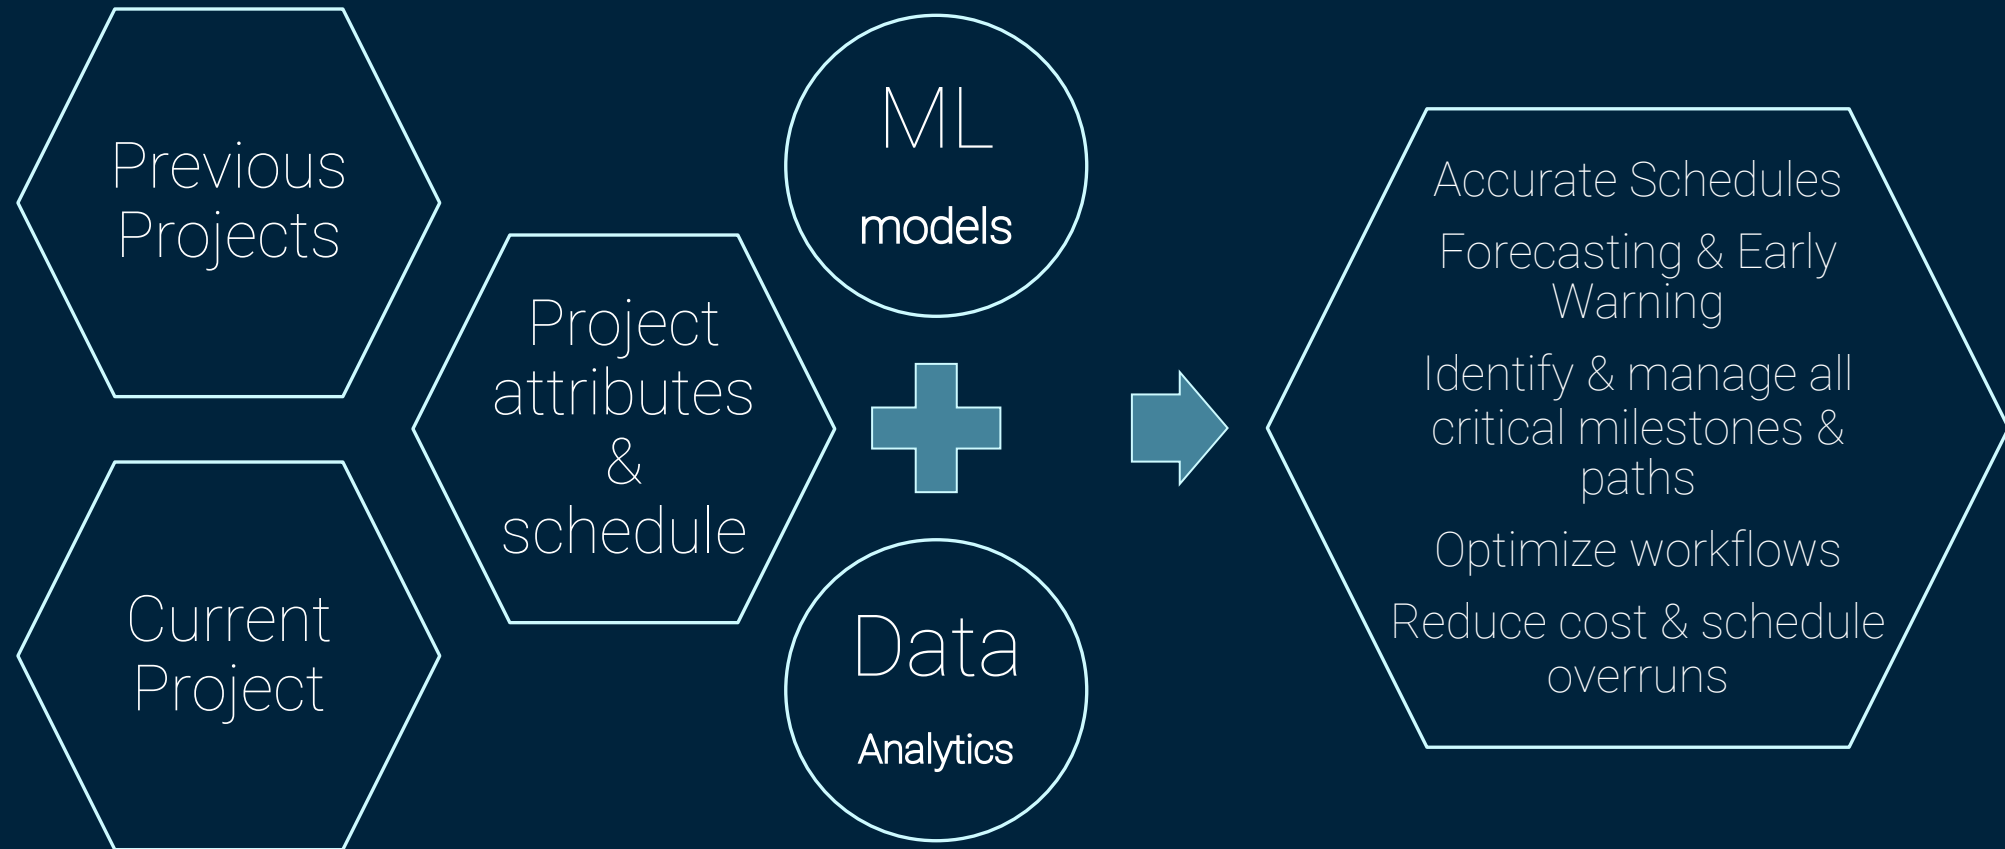 Previous
Projects
Current
Project
Project
attributes
&
schedule
ML
models
Data
Analytics
Accurate Schedules
Forecasting & Early
Warning
Identify & manage all
critical milestones &
paths
Optimize workflows
Reduce cost & schedule
overruns